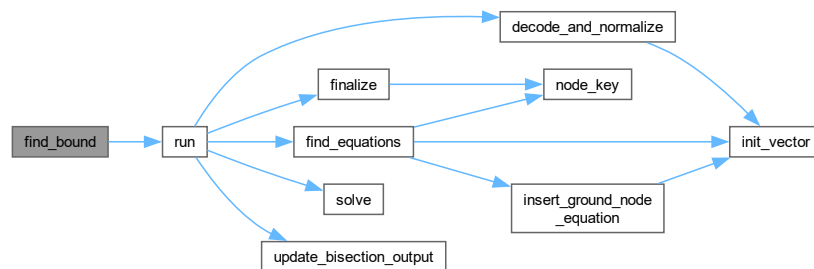 find_bound
run
decode_and_normalize
finalize
find_equations
solve
update_bisection_output
node_key
insert_ground_node
_equation
init_vector